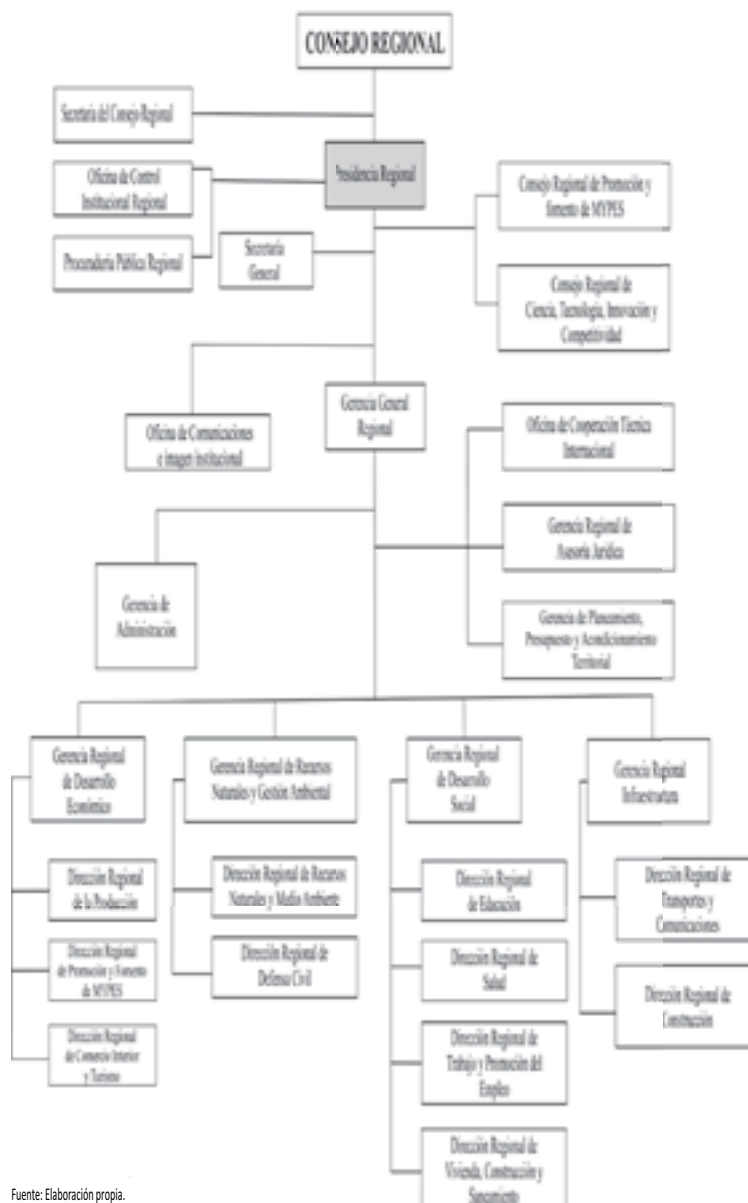 CONSEJO REGIONAL
Secretaría del Consejo Regional
Presidencia Regional
Oficina de Control
Institucional Regional
Procuraduría Pública Regional
Secretaría
General
Consejo Regional de Promoción y
fomento de MYPES
Consejo Regional de
Ciencia, Tecnología, Innovación y
Competitividad
Oficina de Comunicaciones
e imagen institucional
Gerencia General
Regional
Oficina de Cooperación Técnica
Internacional
Gerencia Regional de
Asesoría Jurídica
Gerencia de Planeamiento,
Presupuesto y Acondicionamiento
Territorial
Gerencia de
Administración
Gerencia Regional
de Desarrollo
Económico
Dirección Regional
de la Producción
Dirección Regional
de Promoción y Fomento
de MYPES
Dirección Regional
de Comercio Interior
y Turismo
Gerencia Regional de Recursos
Naturales y Gestión Ambiental
Dirección Regional de Recursos
Naturales y Medio Ambiente
Dirección Regional de
Defensa Civil
Gerencia Regional
de Desarrollo
Social
Dirección Regional
de Educación
Dirección Regional de
Salud
Dirección Regional de
Trabajo y Promoción del
Empleo
Dirección Regional de
Vivienda, Construcción y
Saneamiento
Gerencia Regional
Infraestructura
Dirección Regional de
Transportes y
Comunicaciones
Dirección Regional de
Construcción
Fuente: Elaboración propia.